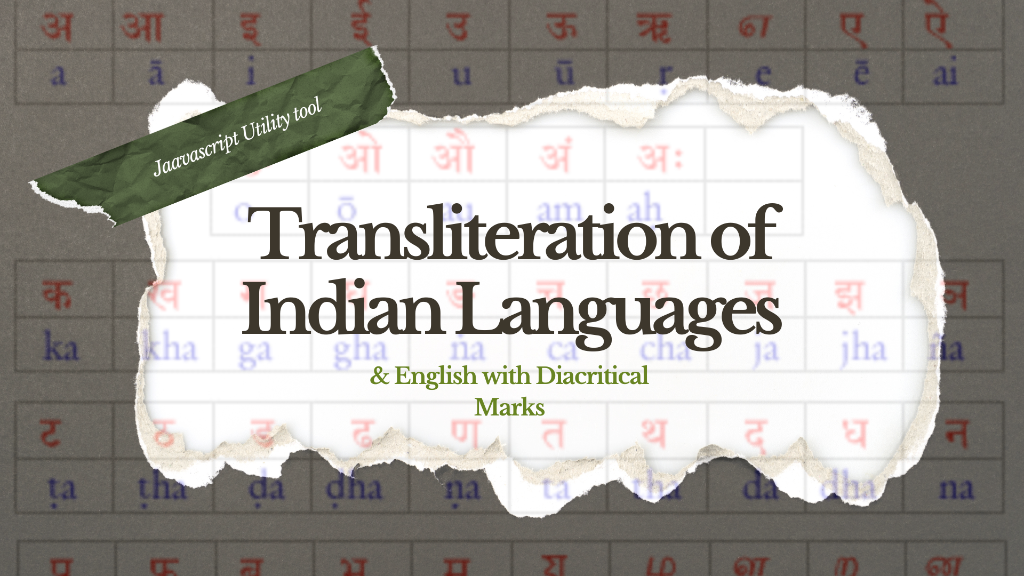 अ आ इ ई उ ऊ ऋ ऎ ए ऐ
a ā i u ū ṛ e ē ai
Jaavascript Utility tool
ओ औ अं अः
o ō au am ah
Transliteration of
Indian Languages
क ख ग घ ङ च छ ज झ ञ
ka kha ga gha ṅa ca cha ja jha ña
& English with Diacritical
Marks
ट ठ ड ढ ण त थ द ध न
ṭa ṭha ḍa ḍha ṇa ta tha da dha na
प फ ब भ म य